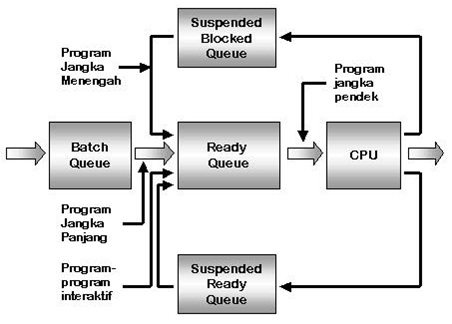 Suspended
Blocked
Queue
Program
Jangka
Menengah
Program
jangka
pendek
Batch
Queue
Ready
Queue
CPU
Program
Jangka
Panjang
Program-
program
interaktif
Suspended
Ready
Queue